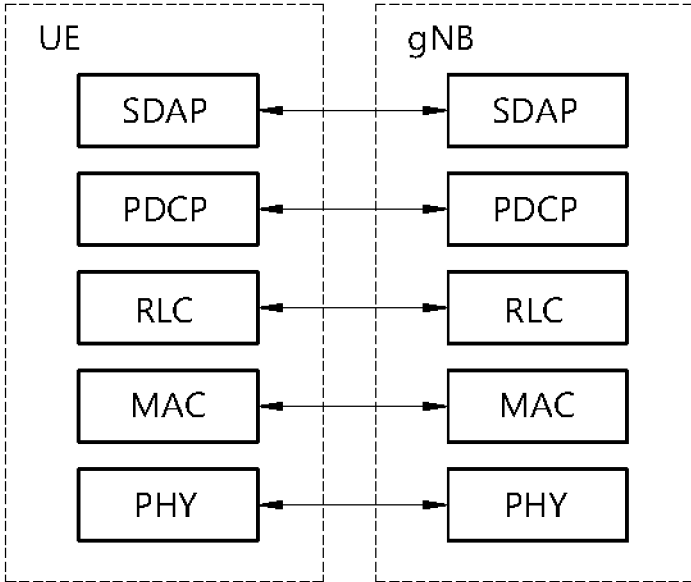 UE gNB
SDAP SDAP
PDCP PDCP
RLC RLC
MAC MAC
PHY PHY